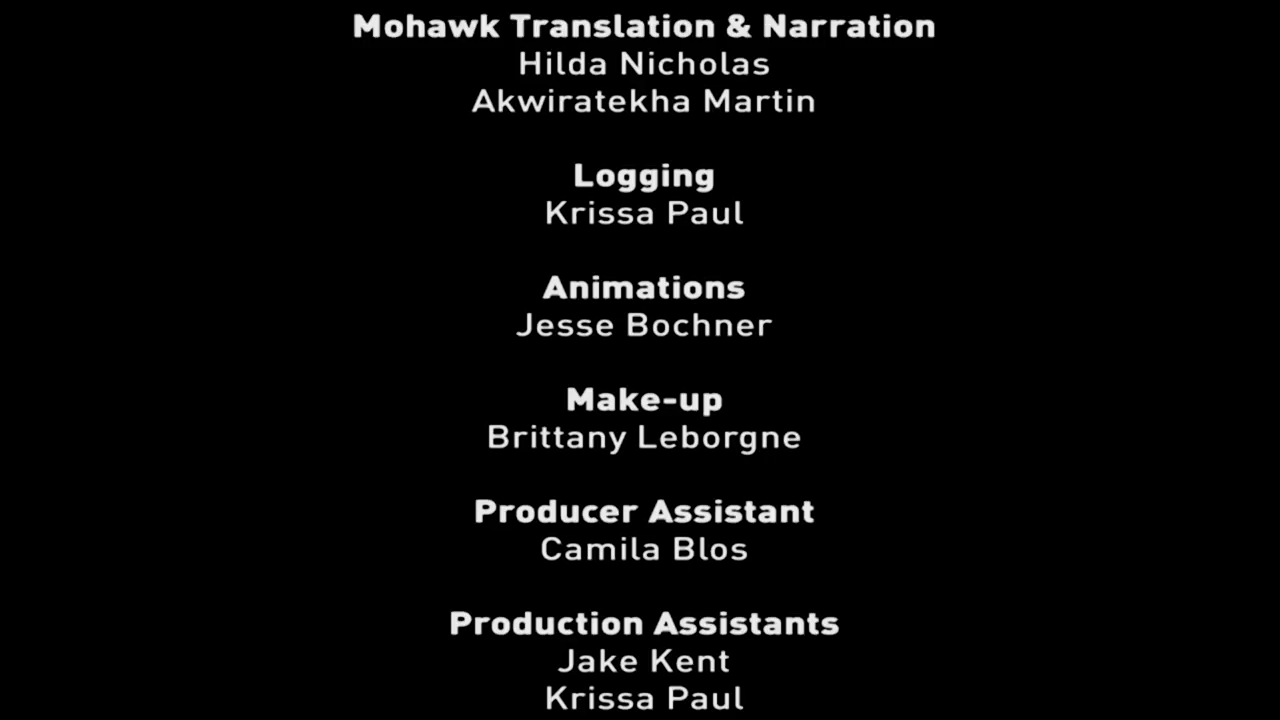 Mohawk Translation & Narration
Hilda Nicholas
Akwiratekha Martin
Logging
Krissa Paul
Animations
Jesse Bochner
Make-up
Brittany Leborgne
Producer Assistant
Camila Blos
Production Assistants
Jake Kent
Krissa Paul